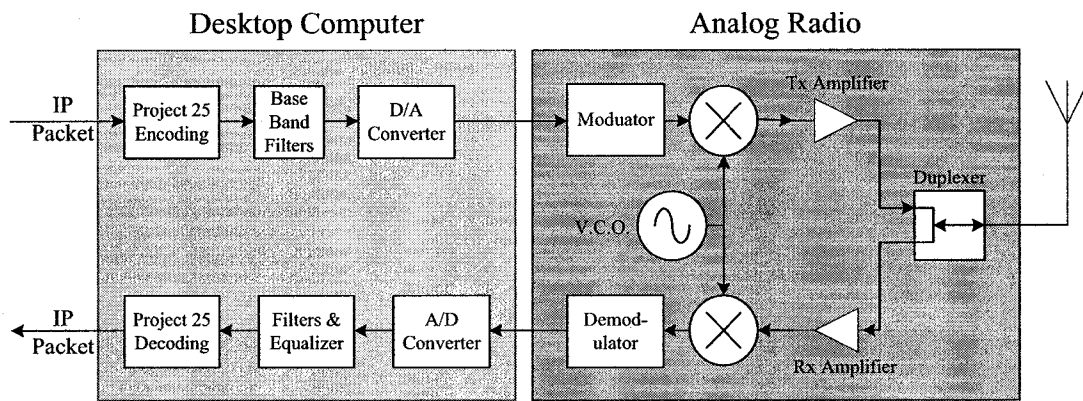 Desktop Computer
Analog Radio
IP
Packet
Project 25
Encoding
Base
Band
Filters
D/A
Converter
Moduator
Tx Amplifier
Duplexer
V.C.O.
IP
Packet
Project 25
Decoding
Filters &
Equalizer
A/D
Converter
Demod-
ulator
Rx Amplifier